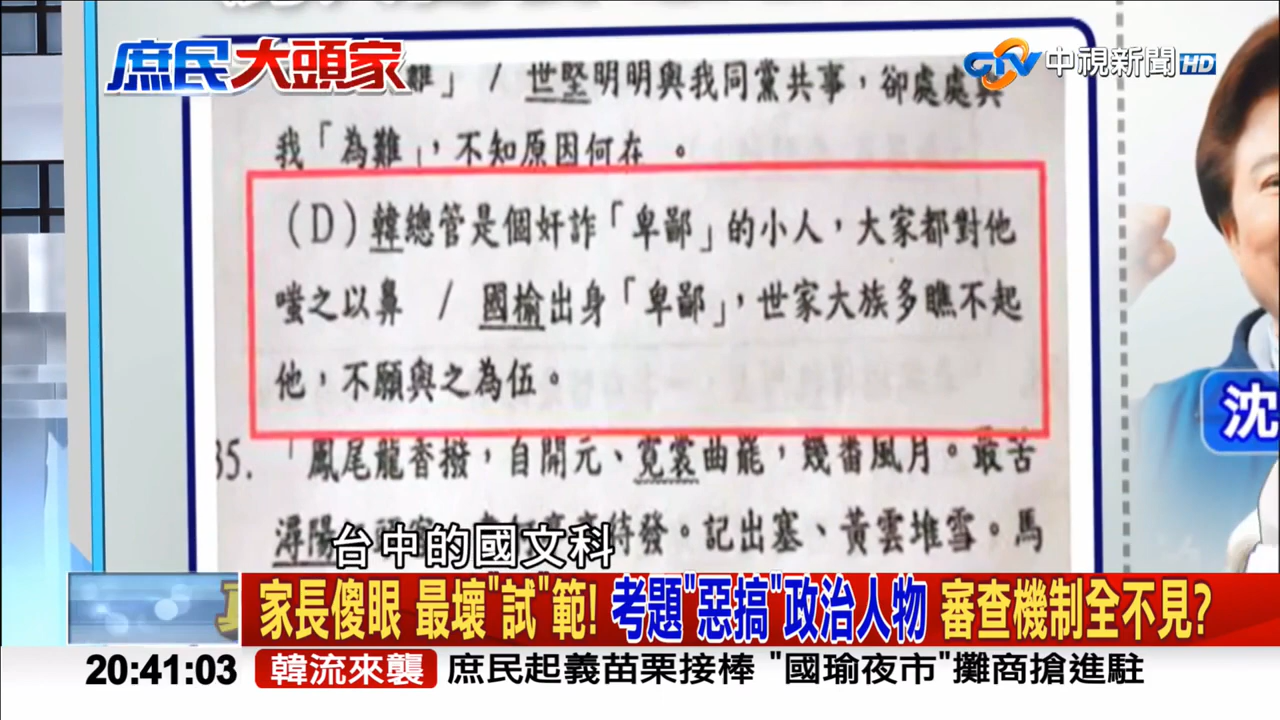 庶民大頭家
CTV中視新聞HD
難」 / 世堅明明與我同黨共事,卻處處與
我「為難」,不知原因何在 。
(D)韓總管是個奸詐「卑鄙」的小人,大家都對他
嗤之以鼻 / 國榆出身「卑鄙」,世家大族多瞧不起
他,不願與之為伍。
35. 「鳳尾龍香撥,自開元、霓裳曲罷,幾番風月。最苦
潯陽 待發。記出塞、黃雲堆雪。馬
沈
台中的國文科
家長傻眼 最壞"試"範! 考題"惡搞"政治人物 審查機制全不見?
20:41:03 韓流來襲 庶民起義苗栗接棒 "國瑜夜市"攤商搶進駐